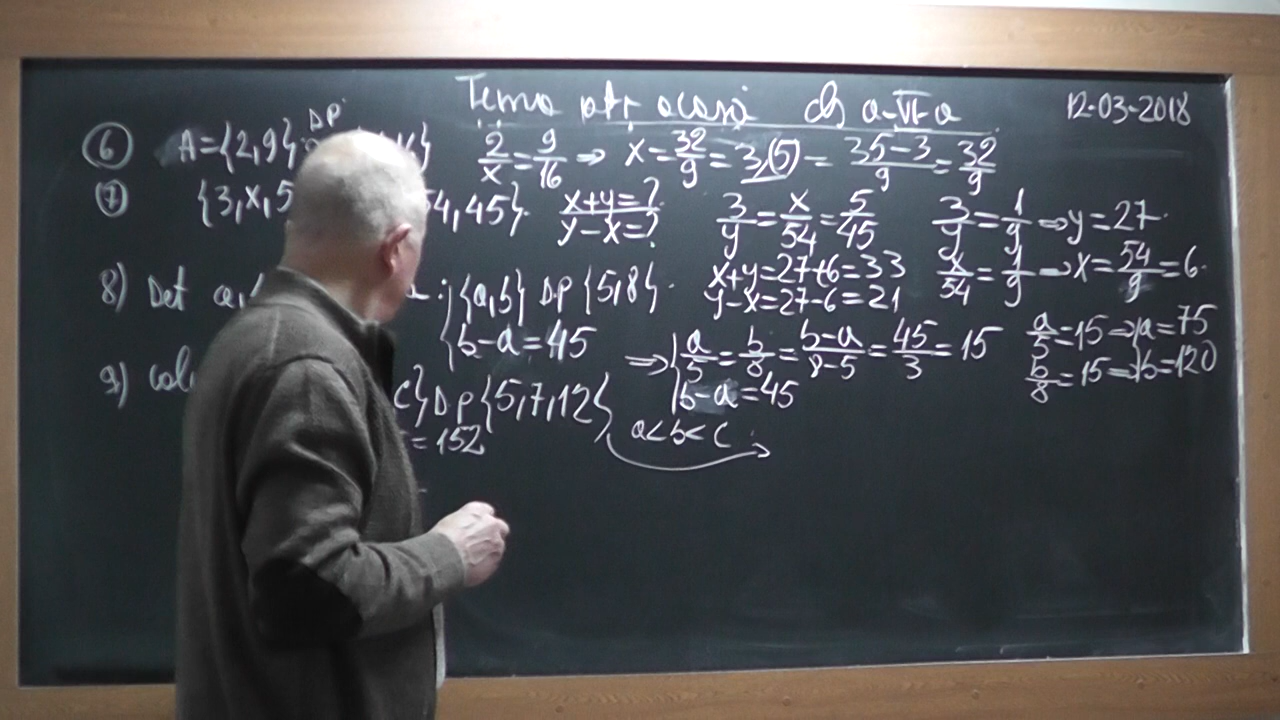 Tema ptr acasă cls a-VI-a 12-03-2018
6 A={2,9} DP 2/x=9/16 ⇒ x=32/9=3,(5)=35-3/9=32/9
7 {3,x,5 54,45} x+y=? y-x=? 3/y=x/54=5/45 3/y=1/9 ⇒ y=27
x+y=27+6=33 x/54=1/9 ⇒ x=54/9=6
8) Det a, {a,b} DP {5,8} y-x=27-6=21
b-a=45 ⇒ a/5=b/8=b-a/8-5=45/3=15 a/5=15 ⇒ a=75
b-a=45 b/8=15 ⇒ b=120
9) C} DP {5,7,12}
=152 a<b<c